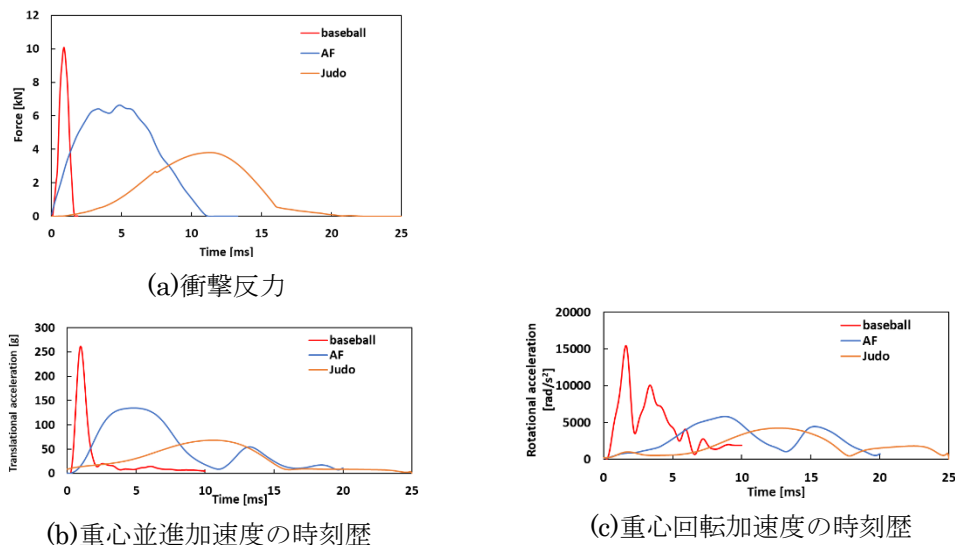 12
10
8
6
4
2
0
Force [kN]
baseball
AF
Judo
0 5 10 15 20 25
Time [ms]
(a)衝撃反力
300
250
200
150
100
50
0
Translational acceleration [g]
baseball
AF
Judo
0 5 10 15 20 25
Time [ms]
(b)重心並進加速度の時刻歴
20000
15000
10000
5000
0
Rotational acceleration
[rad/s²]
baseball
AF
Judo
0 5 10 15 20 25
Time [ms]
(c)重心回転加速度の時刻歴